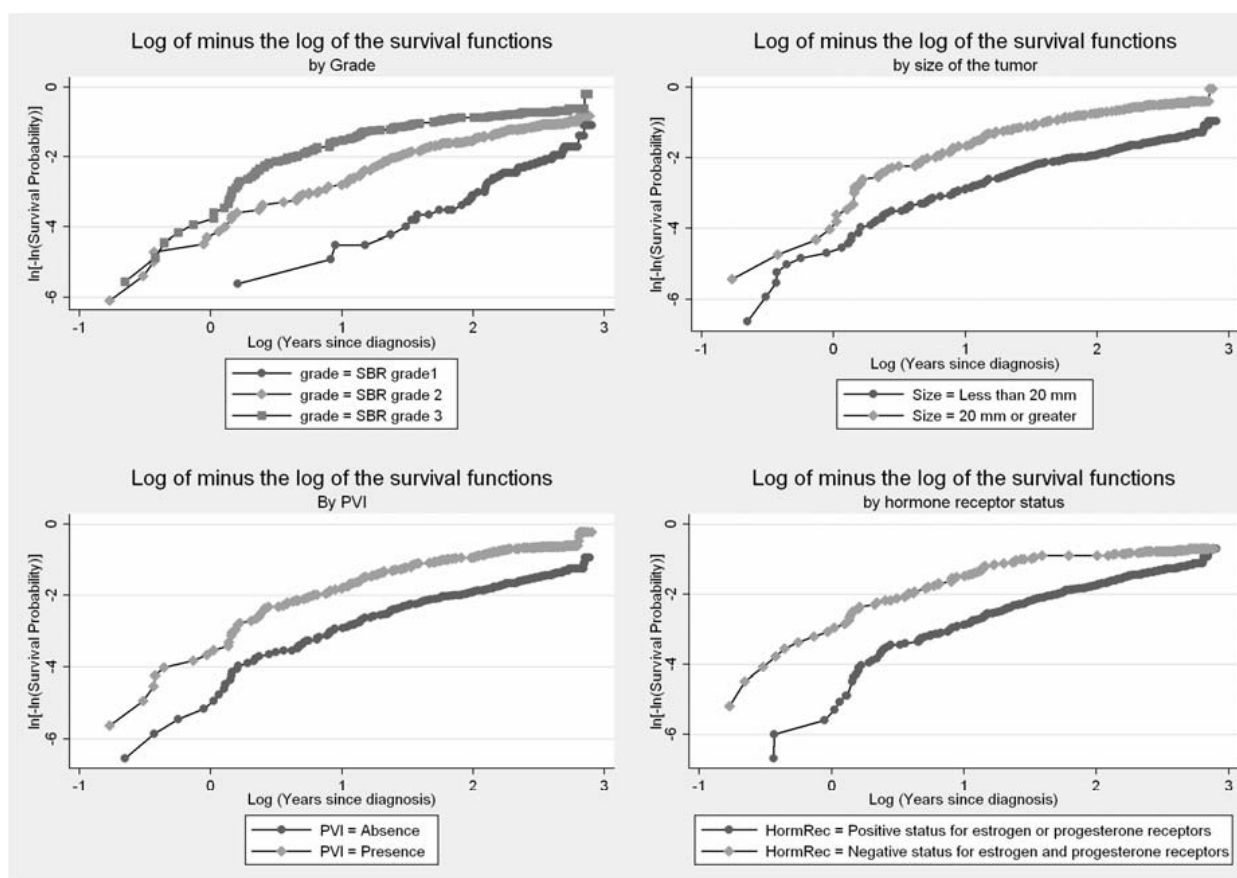 Log of minus the log of the survival functions
by Grade
ln[-ln(Survival Probability)]
0
-2
-4
-6
-1
0
1
2
3
Log (Years since diagnosis)
grade = SBR grade1
grade = SBR grade 2
grade = SBR grade 3
Log of minus the log of the survival functions
by size of the tumor
ln[-ln(Survival Probability)]
0
-2
-4
-6
-1
0
1
2
3
Log (Years since diagnosis)
Size = Less than 20 mm
Size = 20 mm or greater
Log of minus the log of the survival functions
By PVI
ln[-ln(Survival Probability)]
0
-2
-4
-6
-1
0
1
2
3
Log (Years since diagnosis)
PVI = Absence
PVI = Presence
Log of minus the log of the survival functions
by hormone receptor status
ln[-ln(Survival Probability)]
0
-2
-4
-6
-1
0
1
2
3
Log (Years since diagnosis)
HormRec = Positive status for estrogen or progesterone receptors
HormRec = Negative status for estrogen and progesterone receptors